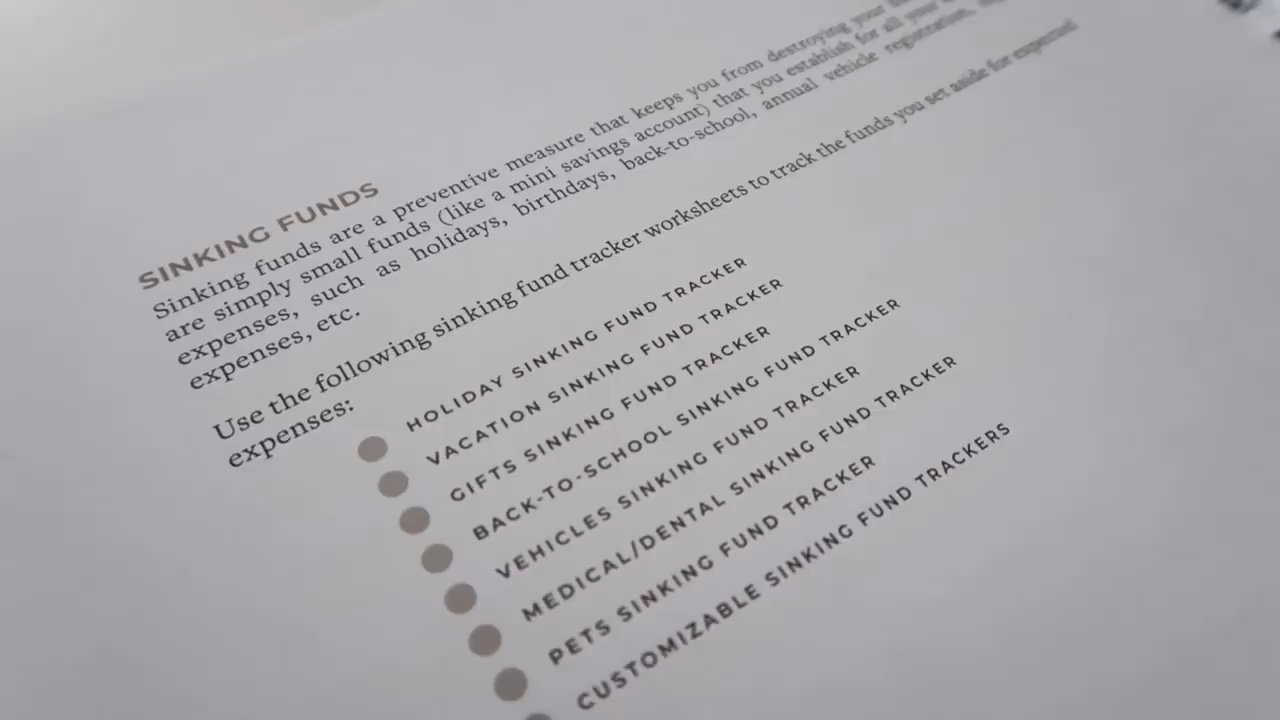 SINKING FUNDS
Sinking funds are a preventive measure that keeps you from destroying your
are simply small funds (like a mini savings account) that you establish for all your
expenses, such as holidays, birthdays, back-to-school, annual vehicle registration,
expenses, etc.
Use the following sinking fund tracker worksheets to track the funds you set aside for expected
expenses:
HOLIDAY SINKING FUND TRACKER
VACATION SINKING FUND TRACKER
GIFTS SINKING FUND TRACKER
BACK-TO-SCHOOL SINKING FUND TRACKER
VEHICLES SINKING FUND TRACKER
MEDICAL/DENTAL SINKING FUND TRACKER
PETS SINKING FUND TRACKER
CUSTOMIZABLE SINKING FUND TRACKERS